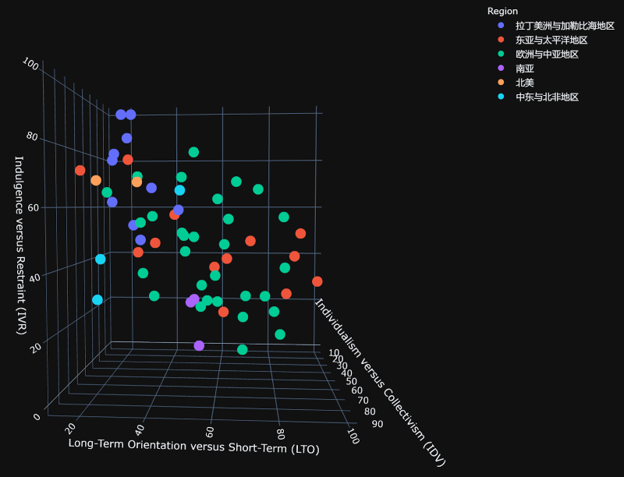 Region
拉丁美洲与加勒比海地区
东亚与太平洋地区
欧洲与中亚地区
南亚
北美
中东与北非地区
100
80
60
40
20
0
Indulgence versus Restraint (IVR)
20
40
60
80
100
Long-Term Orientation versus Short-Term (LTO)
10
20
30
40
50
60
70
80
90
Individualism versus Collectivism (IDV)